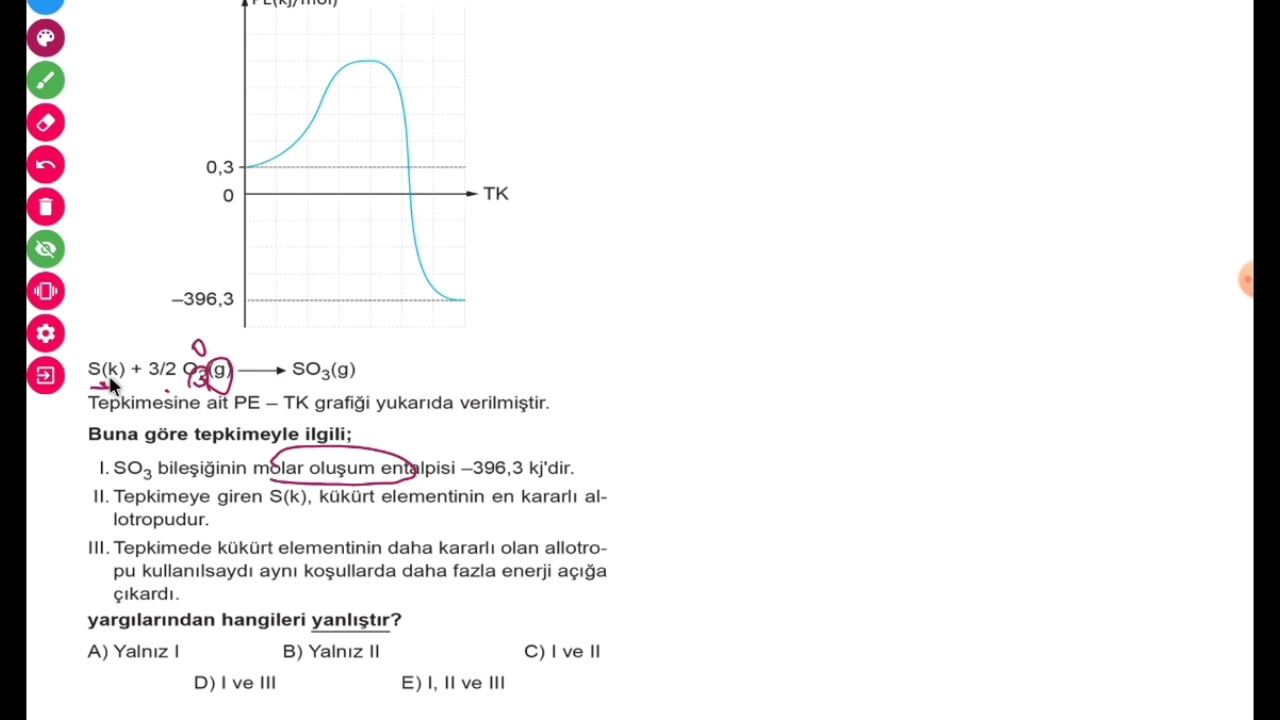 PE(kj/mol)
0,3
0
TK
–396,3
S(k) + 3/2 O₂(g) ⟶ SO₃(g)
Tepkimesine ait PE – TK grafiği yukarıda verilmiştir.
Buna göre tepkimeyle ilgili;
I. SO₃ bileşiğinin molar oluşum entalpisi –396,3 kj'dir.
II. Tepkimeye giren S(k), kükürt elementinin en kararlı al-
lotropudur.
III. Tepkimede kükürt elementinin daha kararlı olan allotro-
pu kullanılsaydı aynı koşullarda daha fazla enerji açığa
çıkardı.
yargılarından hangileri yanlıştır?
A) Yalnız I B) Yalnız II C) I ve II
D) I ve III E) I, II ve III